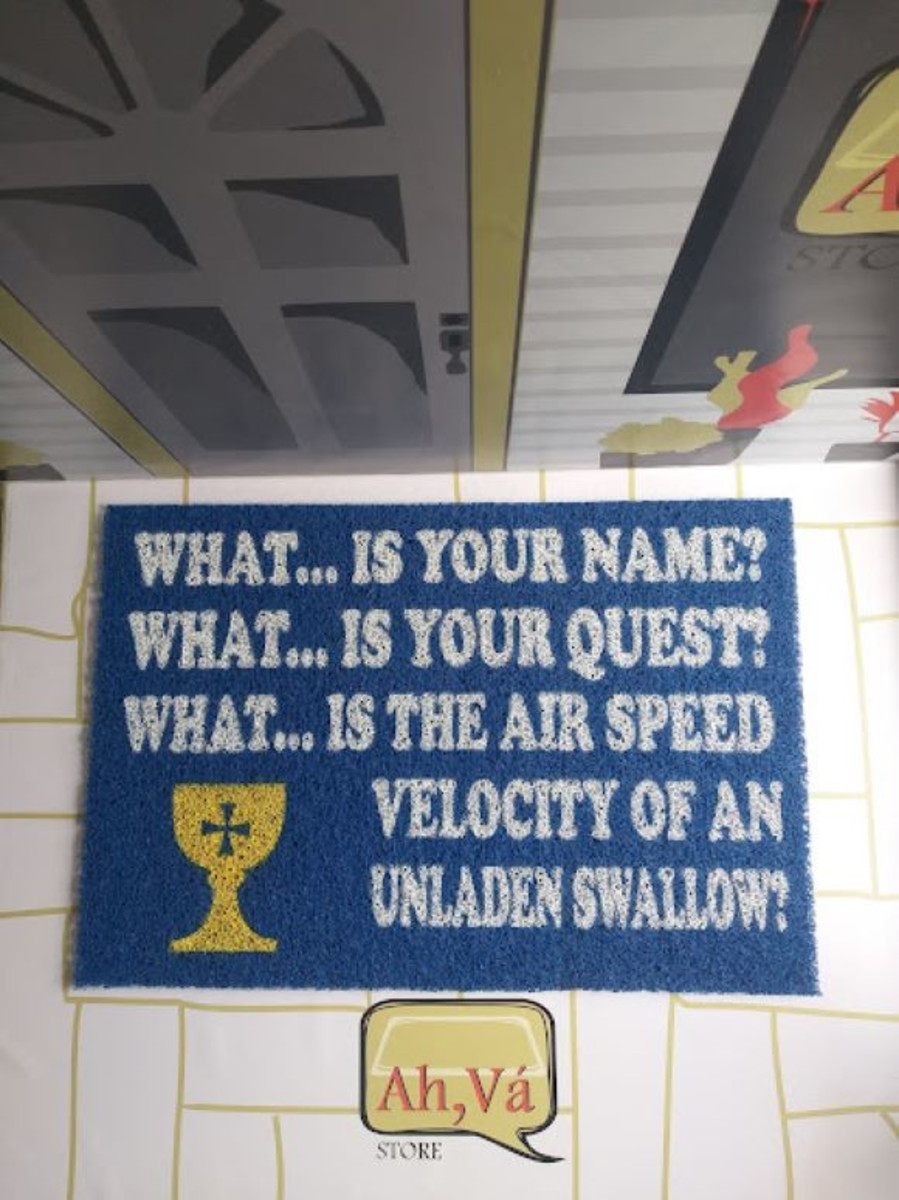 STO
WHAT... IS YOUR NAME?
WHAT... IS YOUR QUEST?
WHAT... IS THE AIR SPEED
VELOCITY OF AN
UNLADEN SWALLOW?
Ah,Vá
STORE